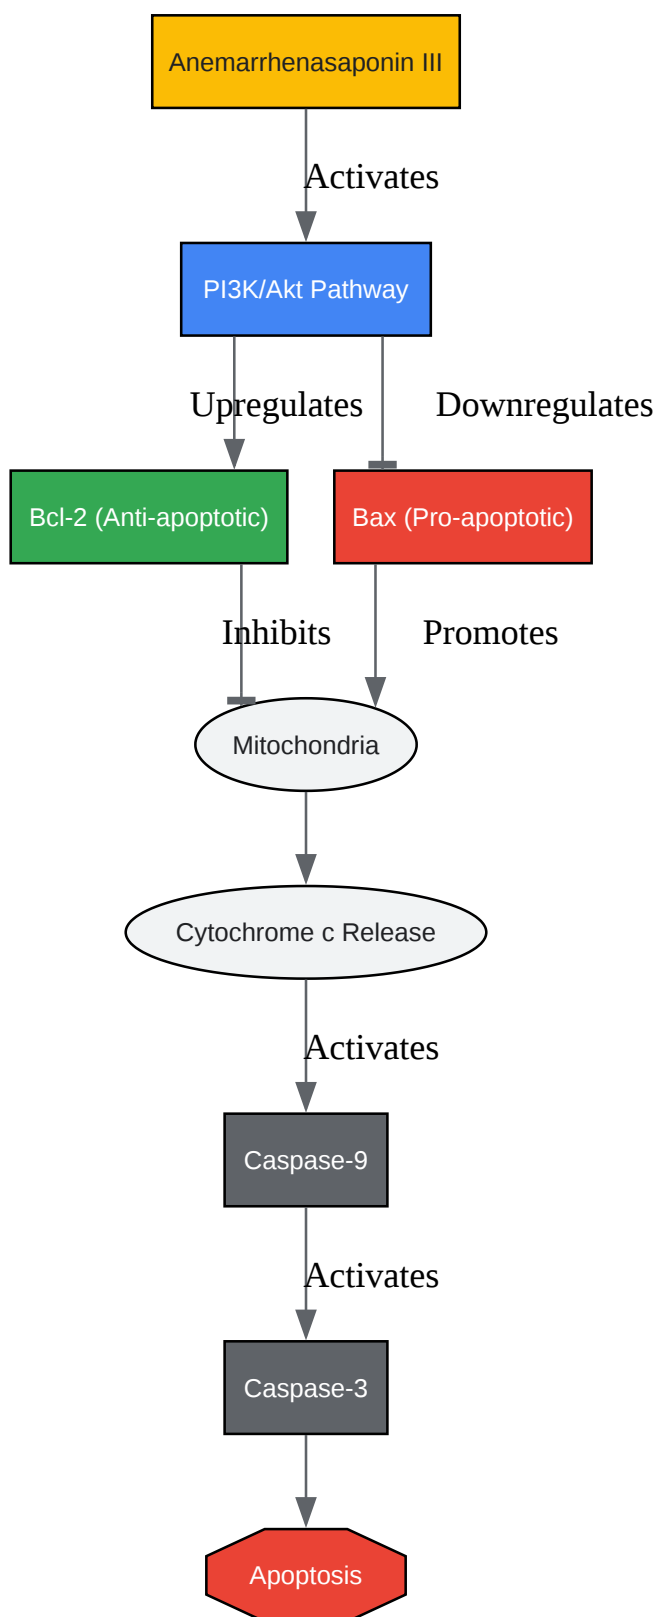 Anemarrhenasaponin III
Activates
PI3K/Akt Pathway
Upregulates
Downregulates
Bcl-2 (Anti-apoptotic)
Bax (Pro-apoptotic)
Inhibits
Promotes
Mitochondria
Cytochrome c Release
Activates
Caspase-9
Activates
Caspase-3
Apoptosis